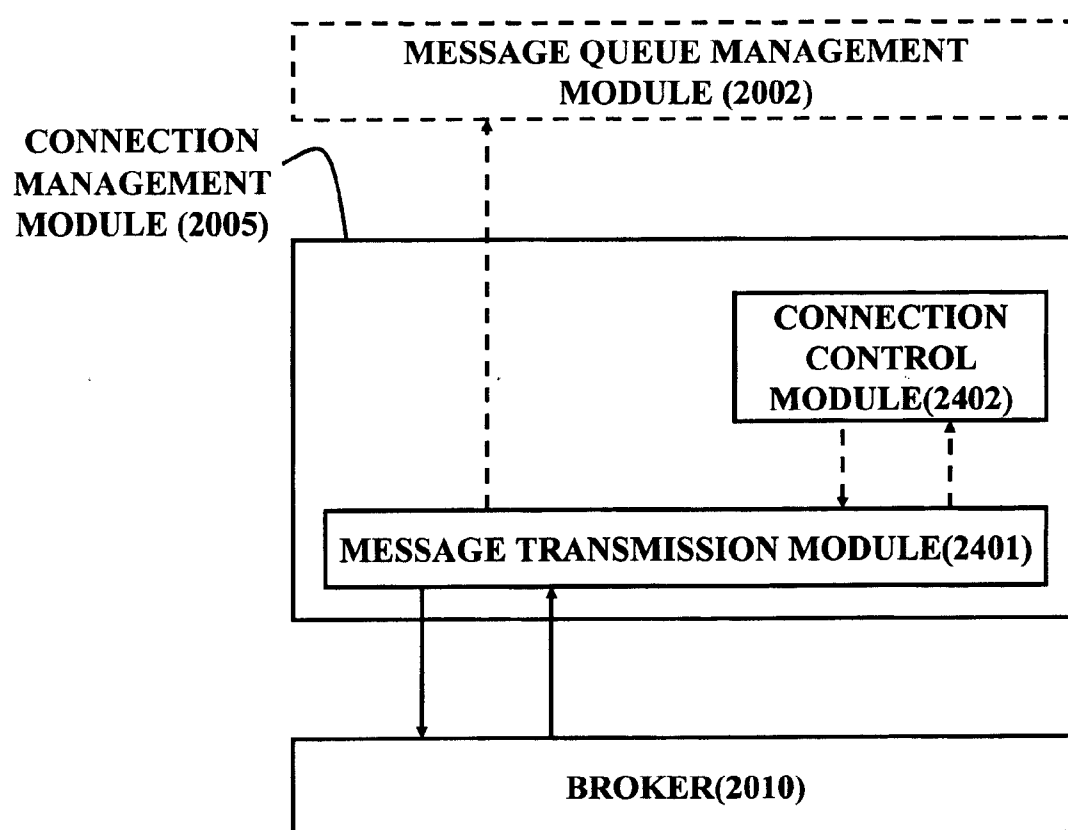 MESSAGE QUEUE MANAGEMENT
MODULE (2002)
CONNECTION
MANAGEMENT
MODULE (2005)
CONNECTION
CONTROL
MODULE(2402)
MESSAGE TRANSMISSION MODULE(2401)
BROKER(2010)